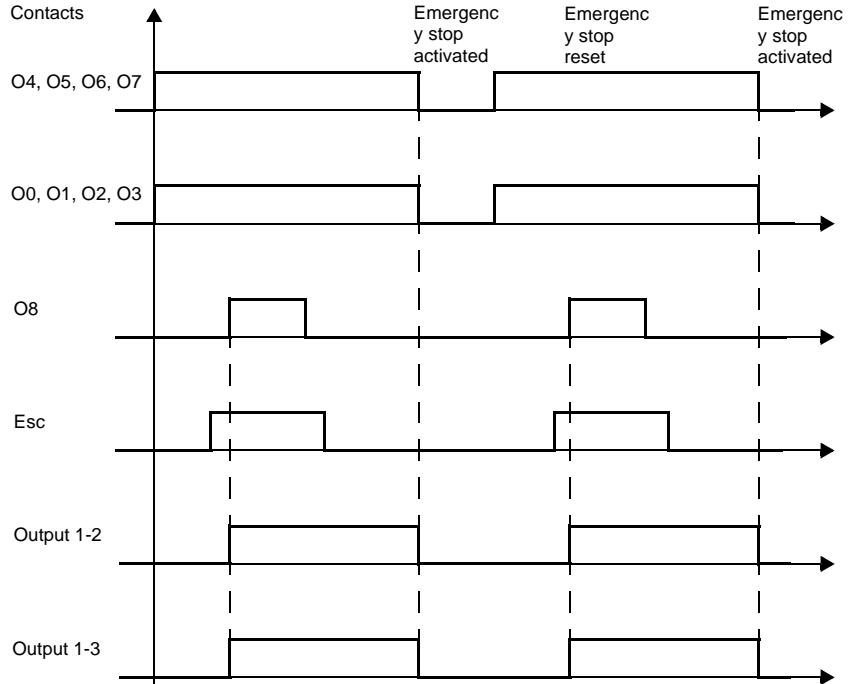 Contacts
Emergenc
y stop
activated
Emergenc
y stop
reset
Emergenc
y stop
activated
O4, O5, O6, O7
O0, O1, O2, O3
O8
Esc
Output 1-2
Output 1-3